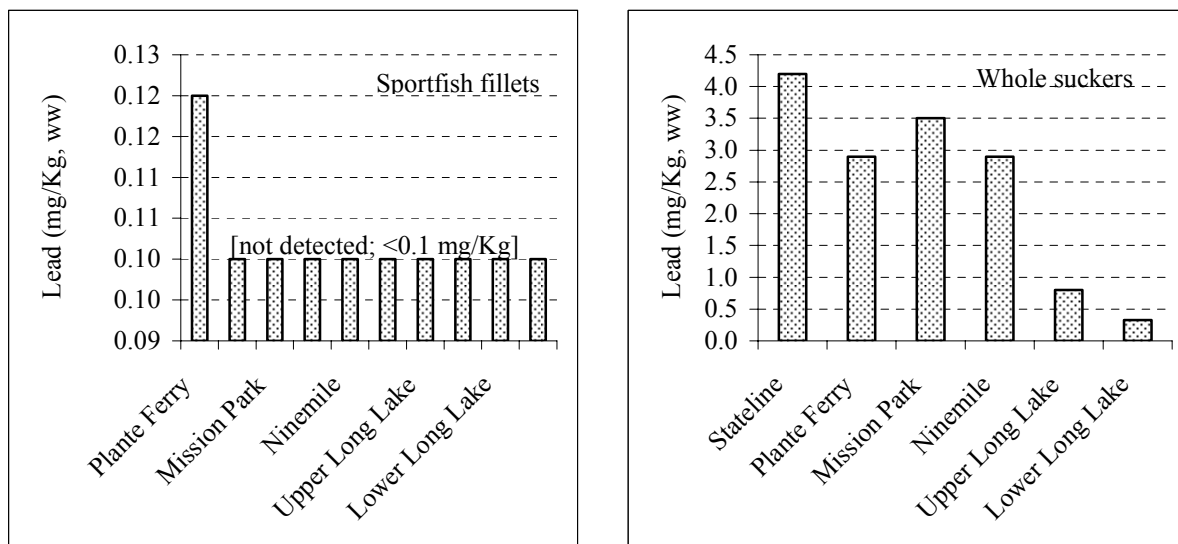 Lead (mg/Kg, ww)
0.13
0.12
0.12
0.11
0.11
0.10
0.10
0.09
Sportfish fillets
[not detected; <0.1 mg/Kg]
Plante Ferry
Mission Park
Ninemile
Upper Long Lake
Lower Long Lake
Lead (mg/Kg, ww)
4.5
4.0
3.5
3.0
2.5
2.0
1.5
1.0
0.5
0.0
Whole suckers
Stateline
Plante Ferry
Mission Park
Ninemile
Upper Long Lake
Lower Long Lake